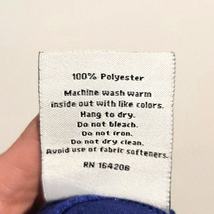 100% Polyester
Machine wash warm
inside out with like colors.
Hang to dry.
Do not bleach.
Do not iron.
Do not dry clean.
Avoid use of fabric softeners.
RN 164206